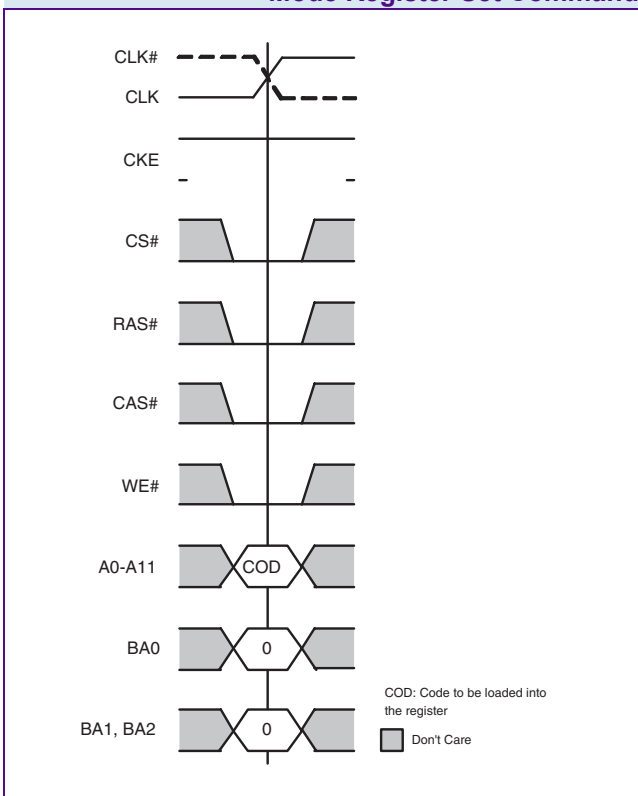 Mode Register Set Command
CLK#
CLK
CKE
CS#
RAS#
CAS#
WE#
A0-A11
COD
BA0
0
BA1, BA2
0
COD: Code to be loaded into
the register
Don't Care